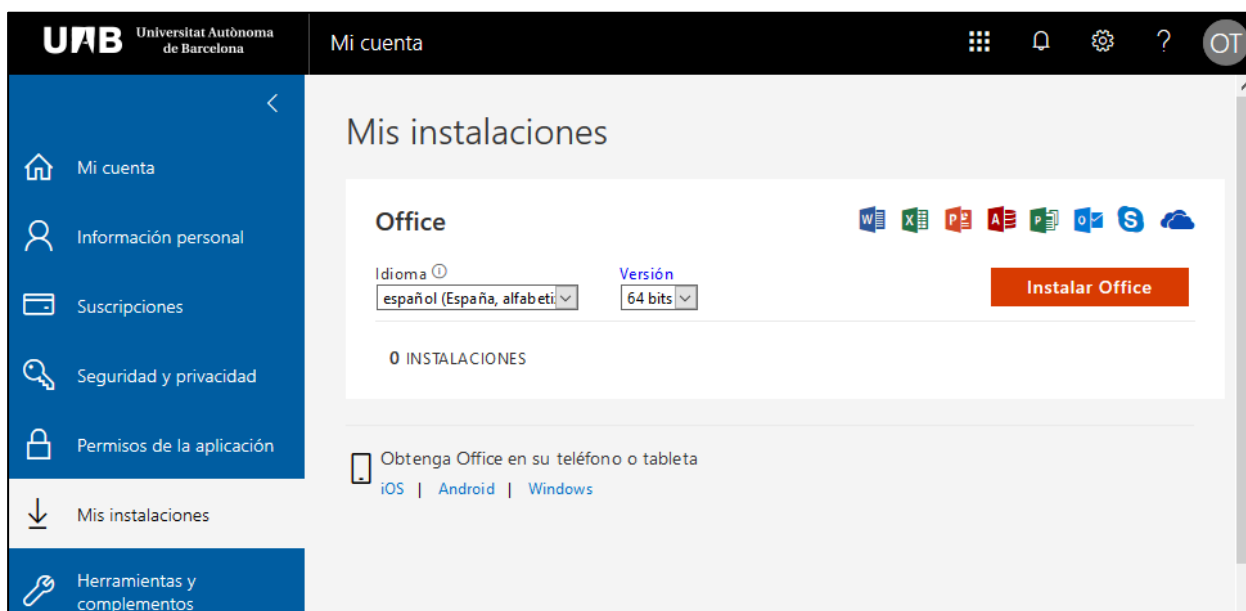 UAB Universitat Autònoma
de Barcelona
Mi cuenta
?
OT
Mi cuenta
Información personal
Suscripciones
Seguridad y privacidad
Permisos de la aplicación
Mis instalaciones
Herramientas y
complementos
Mis instalaciones
Office
Idioma
Versión
español (España, alfabeti
64 bits
Instalar Office
0 INSTALACIONES
Obtenga Office en su teléfono o tableta
iOS | Android | Windows